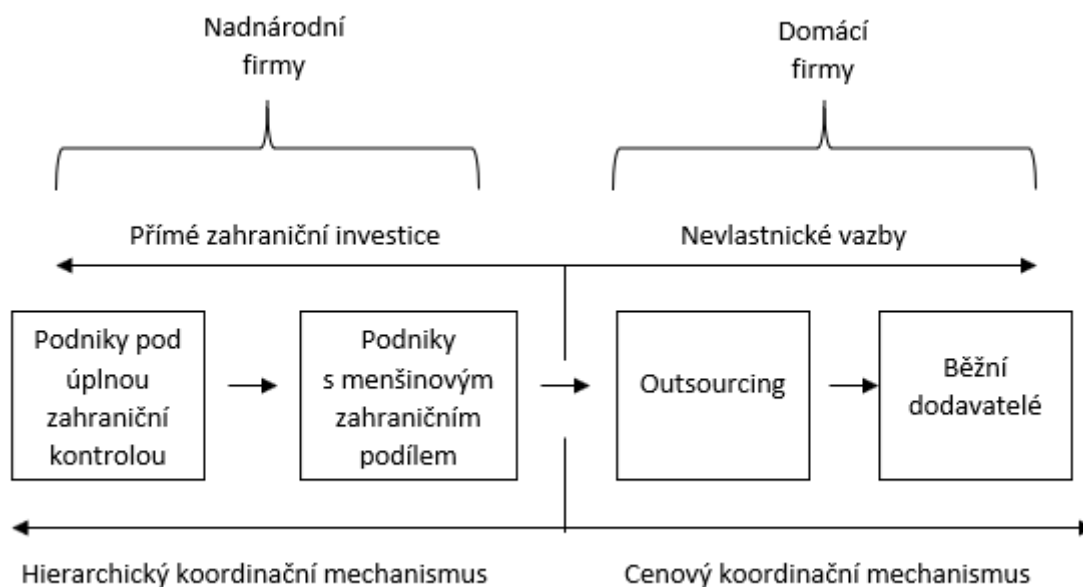 Nadnárodní
firmy
Domácí
firmy
Přímé zahraniční investice
Nevlastnické vazby
Podniky pod
úplnou
zahraniční
kontrolou
Podniky
s menšinovým
zahraničním
podílem
Outsourcing
Běžní
dodavatelé
Hierarchický koordinační mechanismus
Cenový koordinační mechanismus